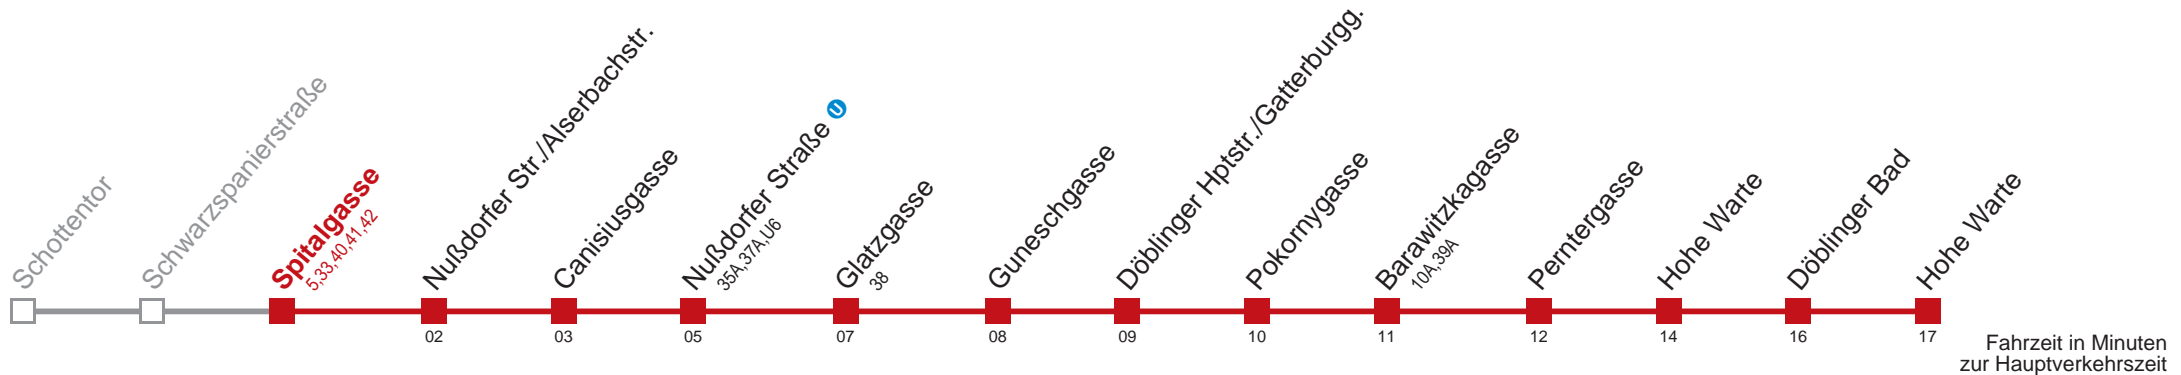 Schottentor
Schwarzspanierstraße
Spitalgasse
5,33,40,41,42
Nußdorfer Str./Alserbachstr.
02
Canisiusgasse
03
Nußdorfer Straße U
35A,37A,U6
05
Glatzgasse
38
07
Guneschgasse
08
Döblinger Hptstr./Gatterburgg.
09
Pokornygasse
10
Barawitzkagasse
10A,39A
11
Perntergasse
12
Hohe Warte
14
Döblinger Bad
16
Hohe Warte
17
Fahrzeit in Minuten
zur Hauptverkehrszeit